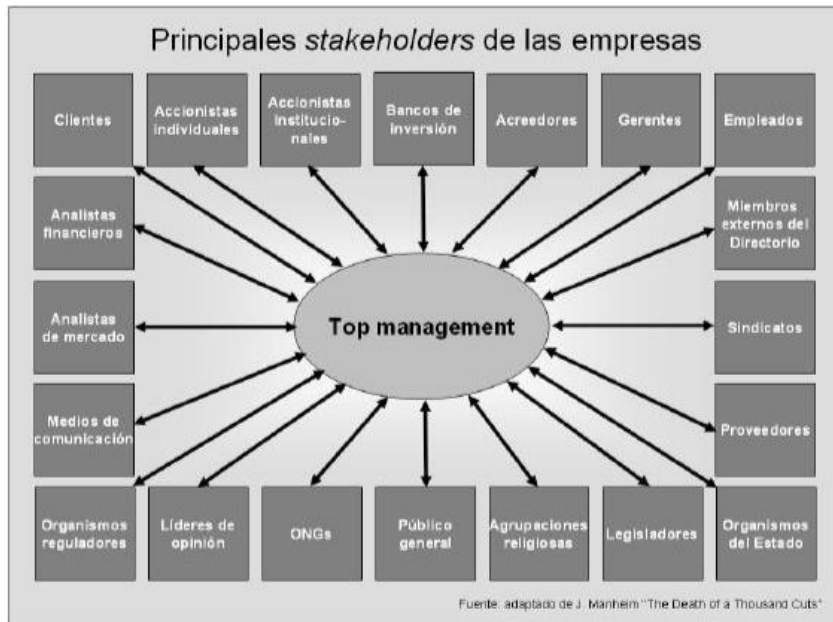 Principales stakeholders de las empresas
Clientes
Accionistas
individuales
Accionistas
Institucio-
nales
Bancos de
inversión
Acreedores
Gerentes
Empleados
Analistas
financieros
Miembros
externos del
Directorio
Analistas
de mercado
Top management
Sindicatos
Medios de
comunicación
Proveedores
Organismos
reguladores
Líderes de
opinión
ONGs
Público
general
Agrupaciones
religiosas
Legisladores
Organismos
del Estado
Fuente: adaptado de J. Manheim "The Death of a Thousand Cuts"